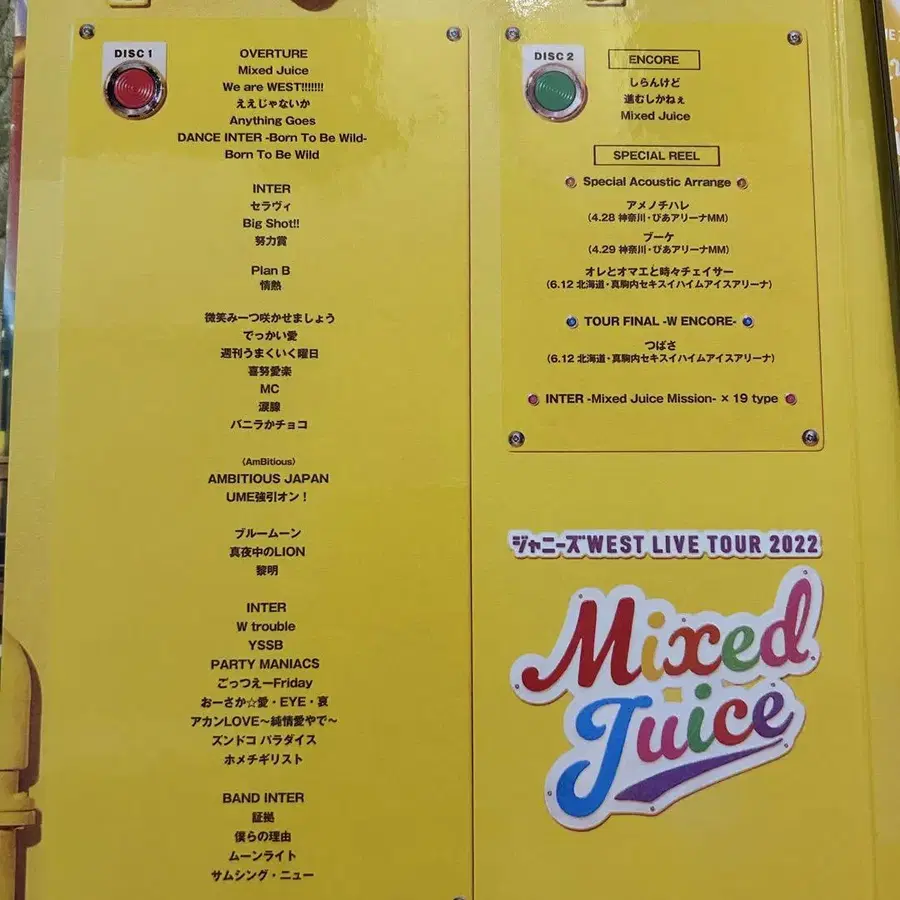 DISC 1
OVERTURE
Mixed Juice
We are WEST!!!!!!!
ええじゃないか
Anything Goes
DANCE INTER -Born To Be Wild-
Born To Be Wild
INTER
セラヴィ
Big Shot!!
努力賞
Plan B
情熱
微笑み一つ咲かせましょう
でっかい愛
週刊うまくいく曜日
喜努愛楽
MC
涙腺
バニラかチョコ
〈AmBitious〉
AMBITIOUS JAPAN
UME強引オン！
ブルームーン
真夜中のLION
黎明
INTER
W trouble
YSSB
PARTY MANIACS
ごっつえーFriday
おーさか☆愛・EYE・哀
アカンLOVE～純情愛やで～
ズンドコ パラダイス
ホメチギリスト
BAND INTER
証拠
僕らの理由
ムーンライト
サムシング・ニュー
DISC 2
ENCORE
しらんけど
進むしかねぇ
Mixed Juice
SPECIAL REEL
Special Acoustic Arrange
アメノチハレ
（4.28 神奈川・ぴあアリーナMM）
ブーケ
（4.29 神奈川・ぴあアリーナMM）
オレとオマエと時々チェイサー
（6.12 北海道・真駒内セキスイハイムアイスアリーナ）
TOUR FINAL -W ENCORE-
つばさ
（6.12 北海道・真駒内セキスイハイムアイスアリーナ）
INTER -Mixed Juice Mission- × 19 type
ジャニーズWEST LIVE TOUR 2022
Mixed
Juice